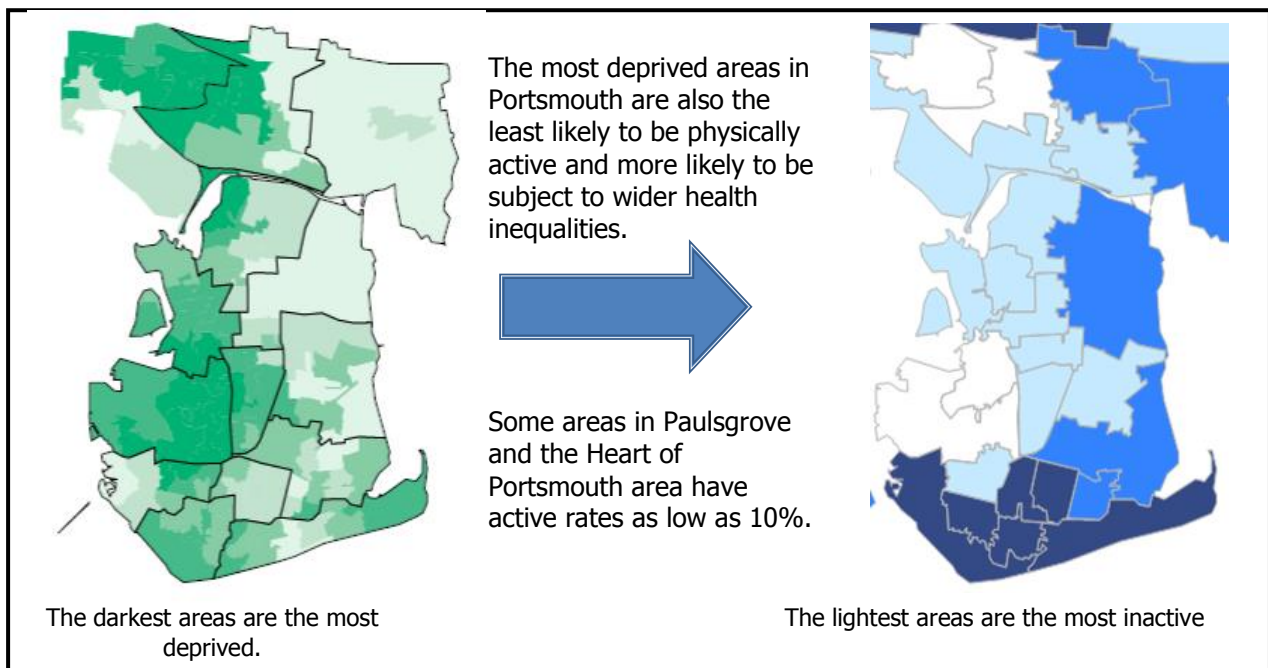 The most deprived areas in
Portsmouth are also the
least likely to be physically
active and more likely to be
subject to wider health
inequalities.
Some areas in Paulsgrove
and the Heart of
Portsmouth area have
active rates as low as 10%.
The darkest areas are the most
deprived.
The lightest areas are the most inactive